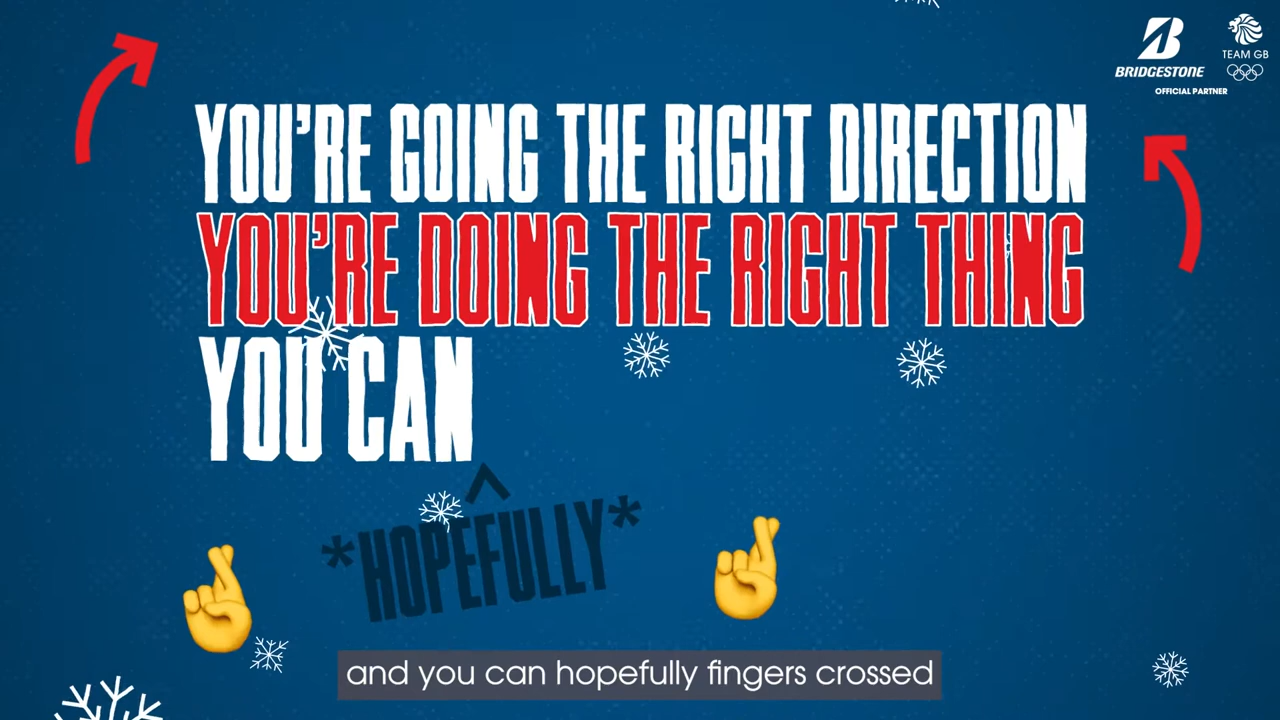 BRIDGESTONE
TEAM GB
OFFICIAL PARTNER
YOU'RE GOING THE RIGHT DIRECTION
YOU'RE DOING THE RIGHT THING
YOU CAN
^
*HOPEFULLY*
and you can hopefully fingers crossed